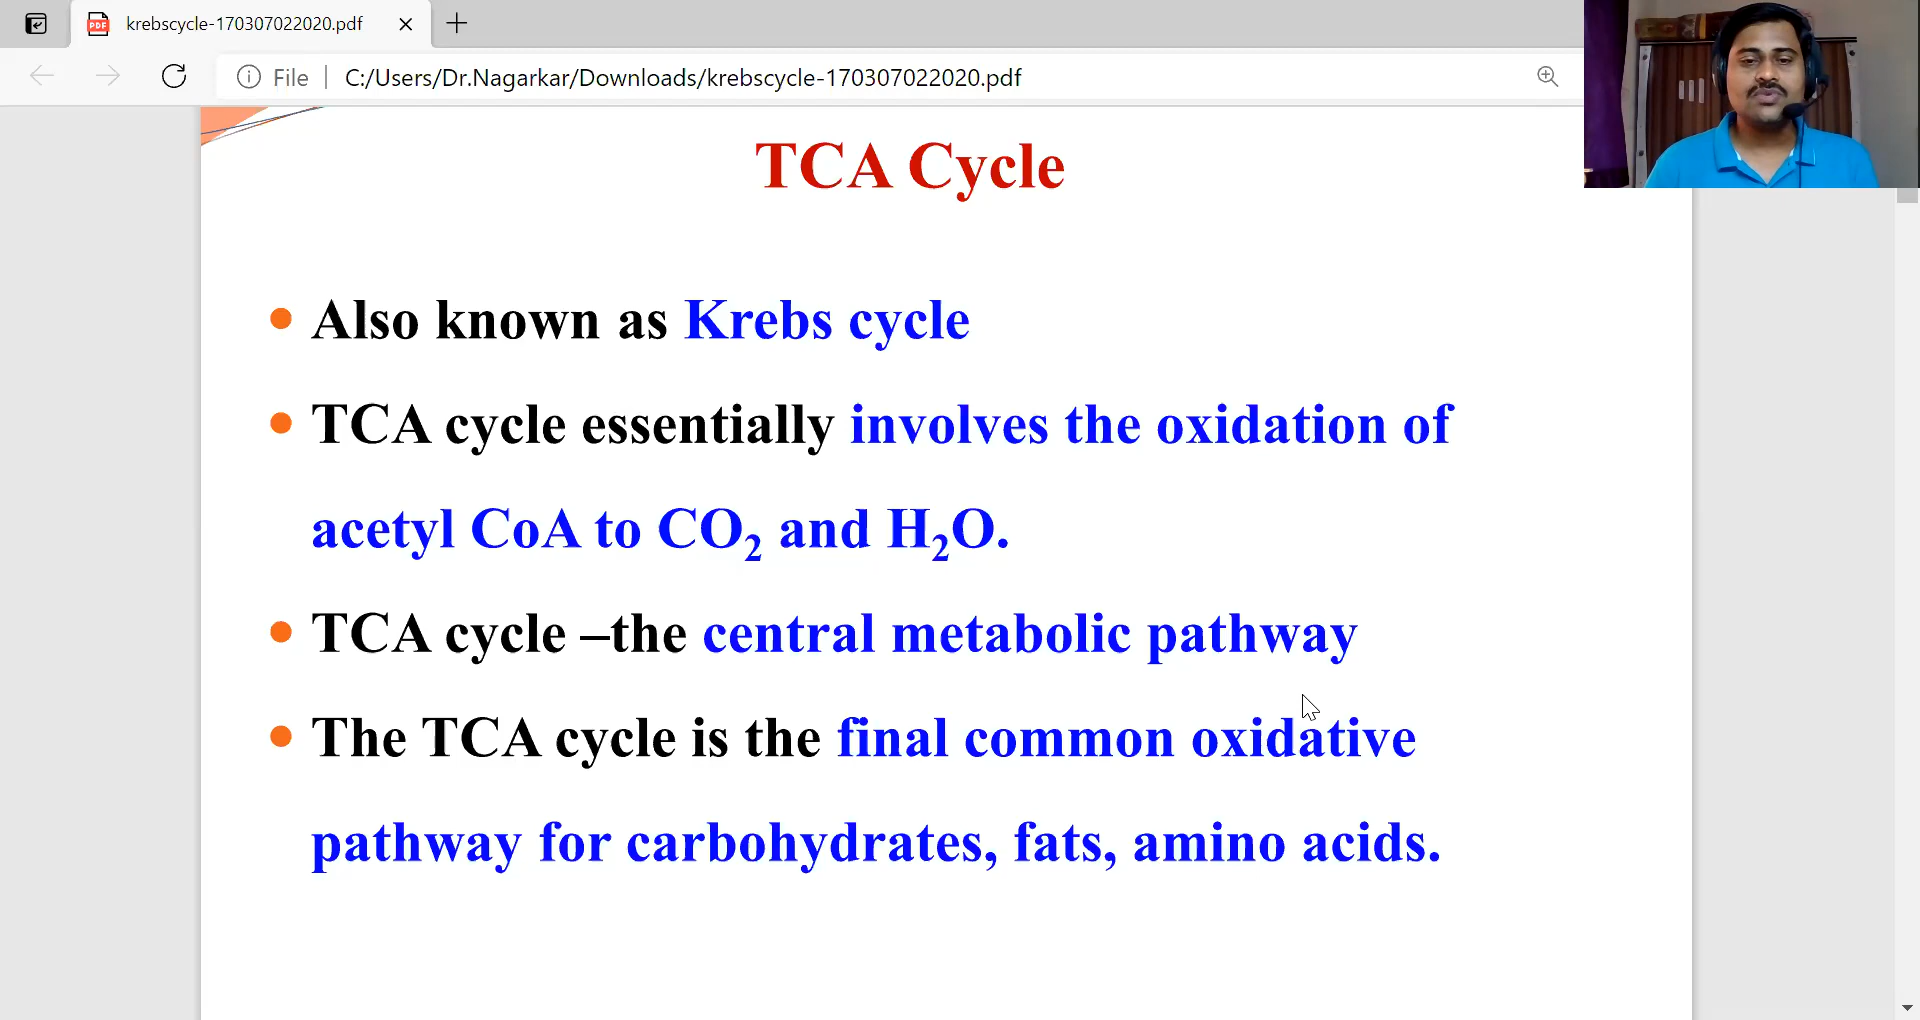 krebscycle-170307022020.pdf
File
C:/Users/Dr.Nagarkar/Downloads/krebscycle-170307022020.pdf
TCA Cycle
• Also known as Krebs cycle
• TCA cycle essentially involves the oxidation of
acetyl CoA to CO₂ and H₂O.
• TCA cycle –the central metabolic pathway
• The TCA cycle is the final common oxidative
pathway for carbohydrates, fats, amino acids.